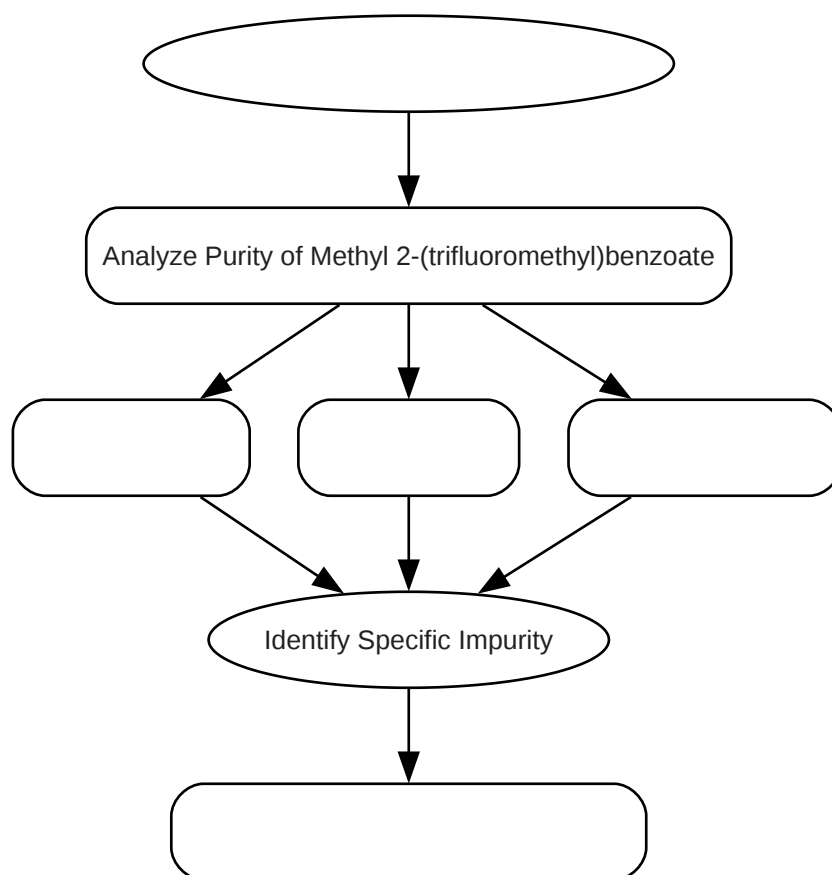 Analyze Purity of Methyl 2-(trifluoromethyl)benzoate
Identify Specific Impurity